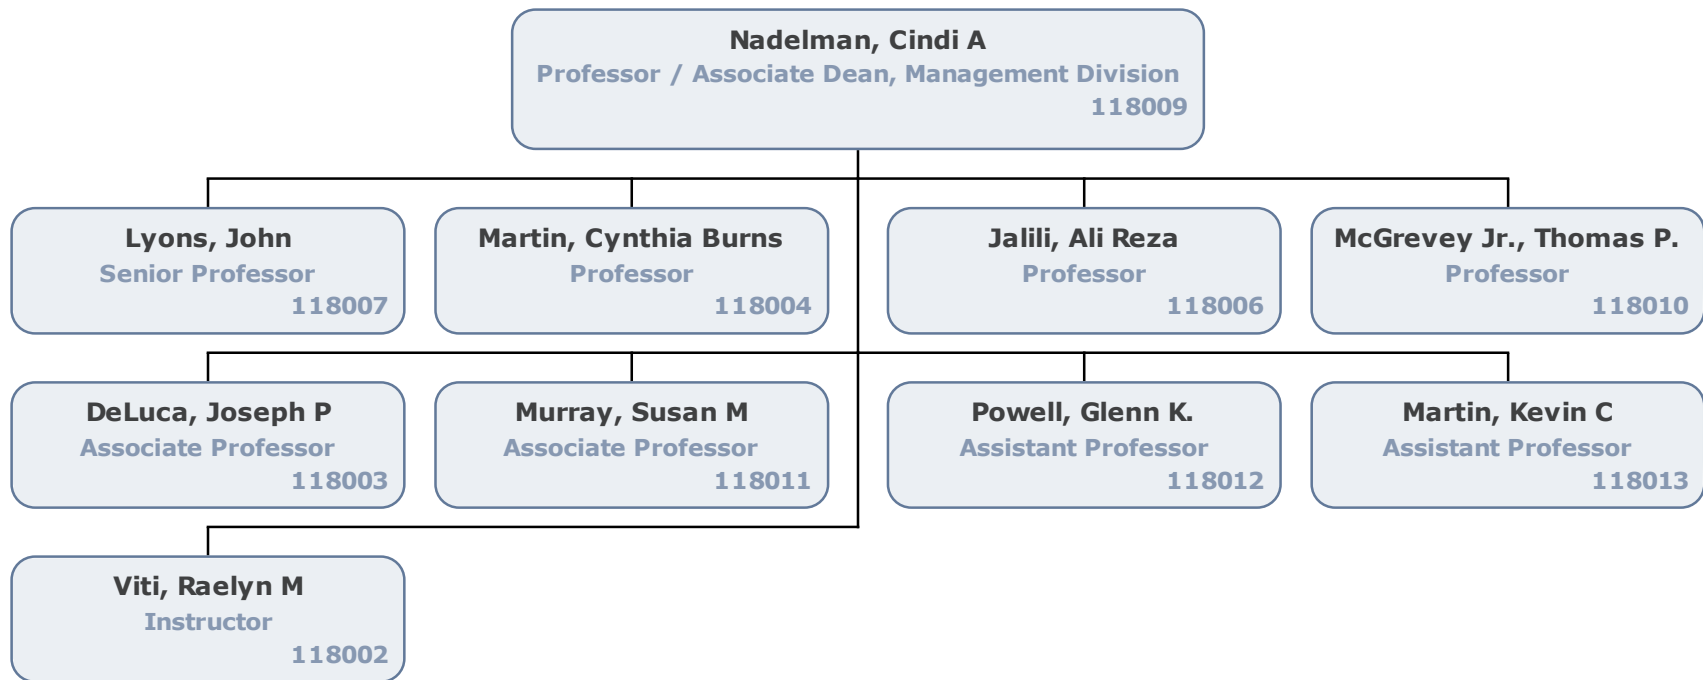 Nadelman, Cindi A
Professor / Associate Dean, Management Division
118009
Lyons, John
Senior Professor
118007
Martin, Cynthia Burns
Professor
118004
Jalili, Ali Reza
Professor
118006
McGrevey Jr., Thomas P.
Professor
118010
DeLuca, Joseph P
Associate Professor
118003
Murray, Susan M
Associate Professor
118011
Powell, Glenn K.
Assistant Professor
118012
Martin, Kevin C
Assistant Professor
118013
Viti, Raelyn M
Instructor
118002